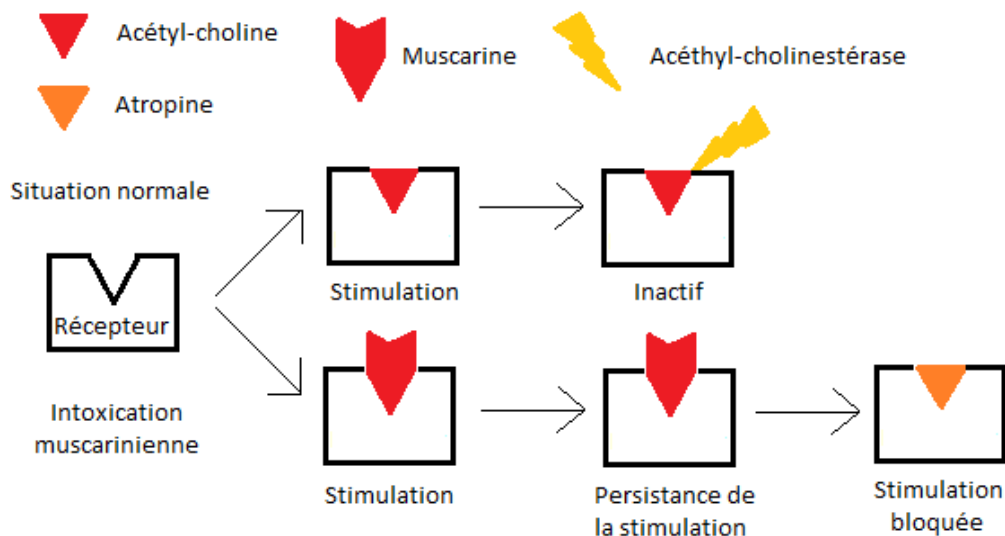 Acétyl-choline
Muscarine
Acéthyl-cholinestérase
Atropine
Situation normale
Récepteur
Stimulation
Inactif
Intoxication
muscarinienne
Stimulation
Persistance de
la stimulation
Stimulation
bloquée